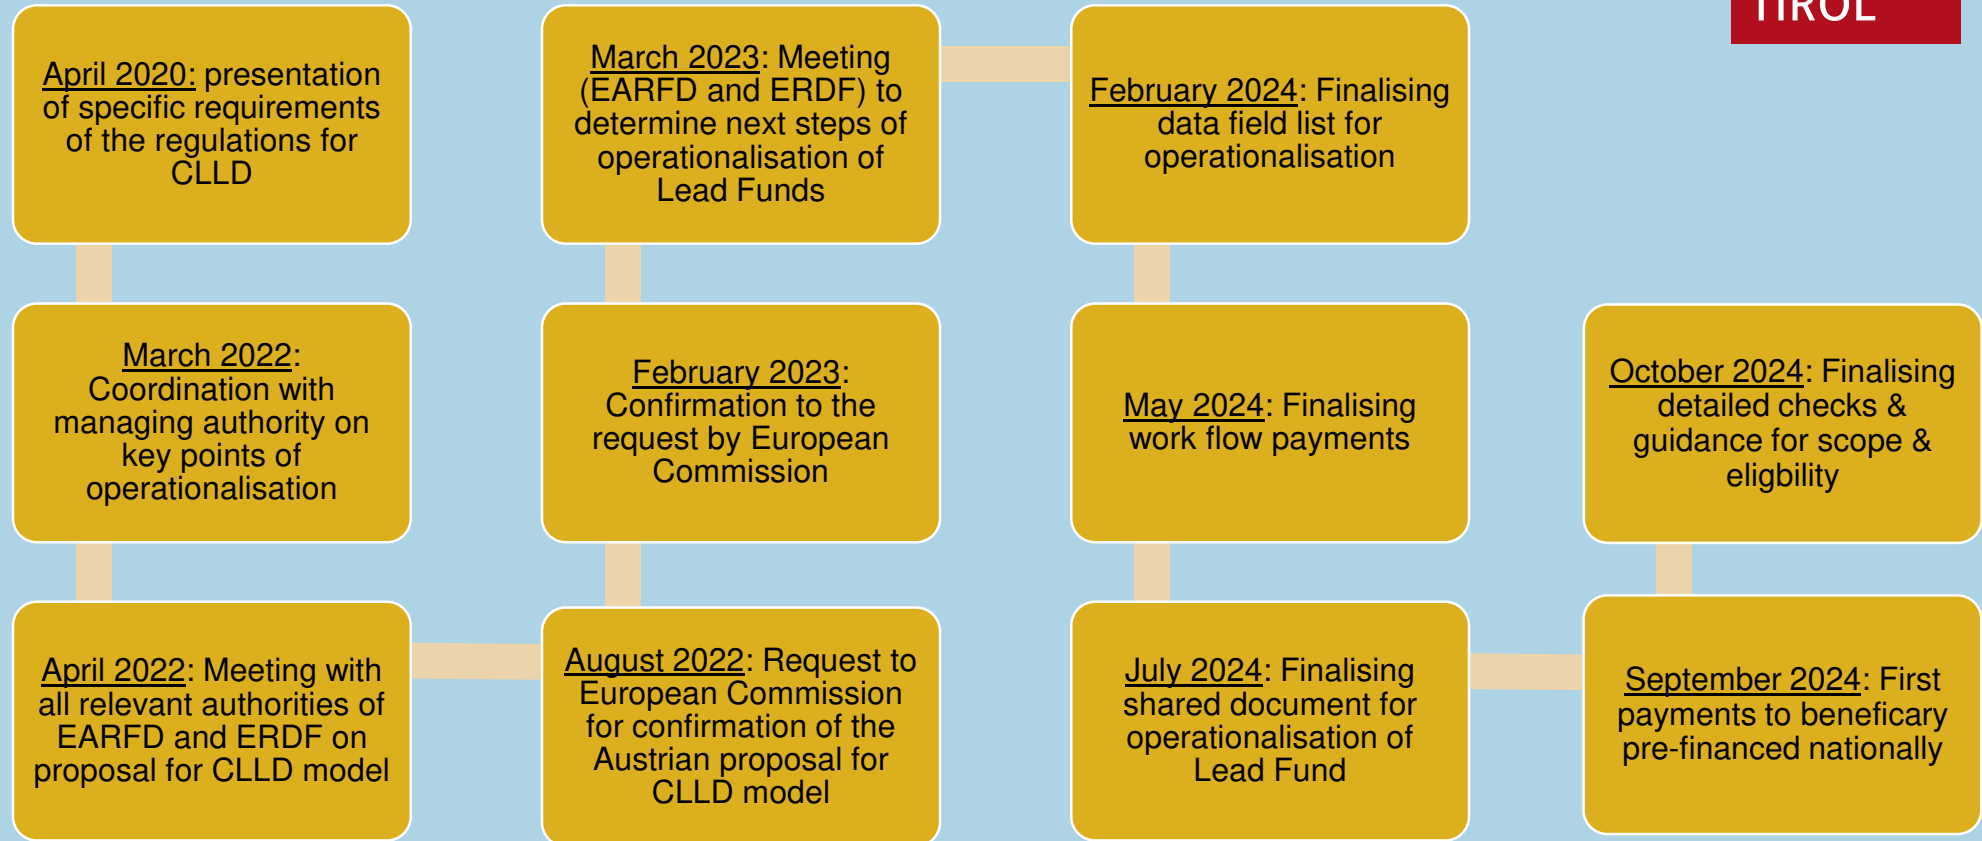 TIROL
April 2020: presentation
of specific requirements
of the regulations for
CLLD
March 2022:
Coordination with
managing authority on
key points of
operationalisation
April 2022: Meeting with
all relevant authorities of
EARFD and ERDF on
proposal for CLLD model
August 2022: Request to
European Commission
for confirmation of the
Austrian proposal for
CLLD model
February 2023:
Confirmation to the
request by European
Commission
March 2023: Meeting
(EARFD and ERDF) to
determine next steps of
operationalisation of
Lead Funds
February 2024: Finalising
data field list for
operationalisation
May 2024: Finalising
work flow payments
July 2024: Finalising
shared document for
operationalisation of
Lead Fund
September 2024: First
payments to beneficary
pre-financed nationally
October 2024: Finalising
detailed checks &
guidance for scope &
eligbility